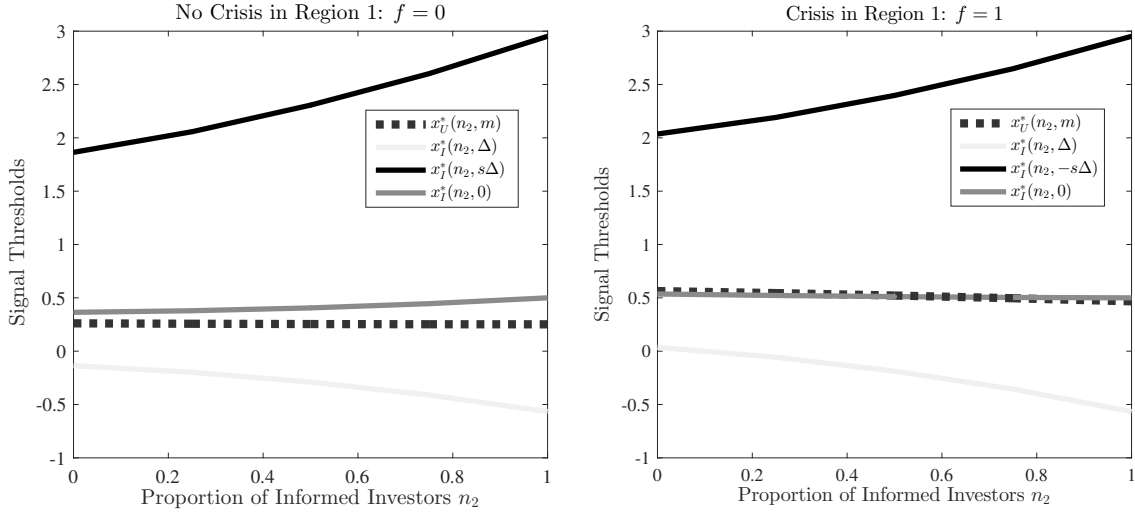 No Crisis in Region 1: f = 0
3
2.5
2
1.5
1
0.5
0
-0.5
-1
Signal Thresholds
x*_U(n_2, m)
x*_I(n_2, Δ)
x*_I(n_2, sΔ)
x*_I(n_2, 0)
0 0.2 0.4 0.6 0.8 1
Proportion of Informed Investors n_2
Crisis in Region 1: f = 1
3
2.5
2
1.5
1
0.5
0
-0.5
-1
Signal Thresholds
x*_U(n_2, m)
x*_I(n_2, Δ)
x*_I(n_2, -sΔ)
x*_I(n_2, 0)
0 0.2 0.4 0.6 0.8 1
Proportion of Informed Investors n_2